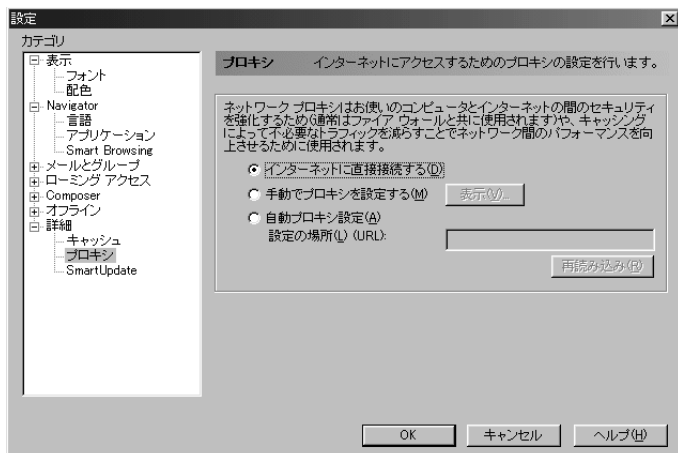 設定
カテゴリ
表示
フォント
配色
Navigator
言語
アプリケーション
Smart Browsing
メールとグループ
ローミング アクセス
Composer
オフライン
詳細
キャッシュ
プロキシ
SmartUpdate
プロキシ インターネットにアクセスするためのプロキシの設定を行います。
ネットワーク プロキシはお使いのコンピュータとインターネットの間のセキュリティ
を強化するため(通常はファイア ウォールと共に使用されます)や、キャッシング
によって不必要なトラフィックを減らすことでネットワーク間のパフォーマンスを向
上させるために使用されます。
インターネットに直接接続する(D)
手動でプロキシを設定する(M) 表示(V)...
自動プロキシ設定(A)
設定の場所(L) (URL):
再読み込み(R)
OK キャンセル ヘルプ(H)